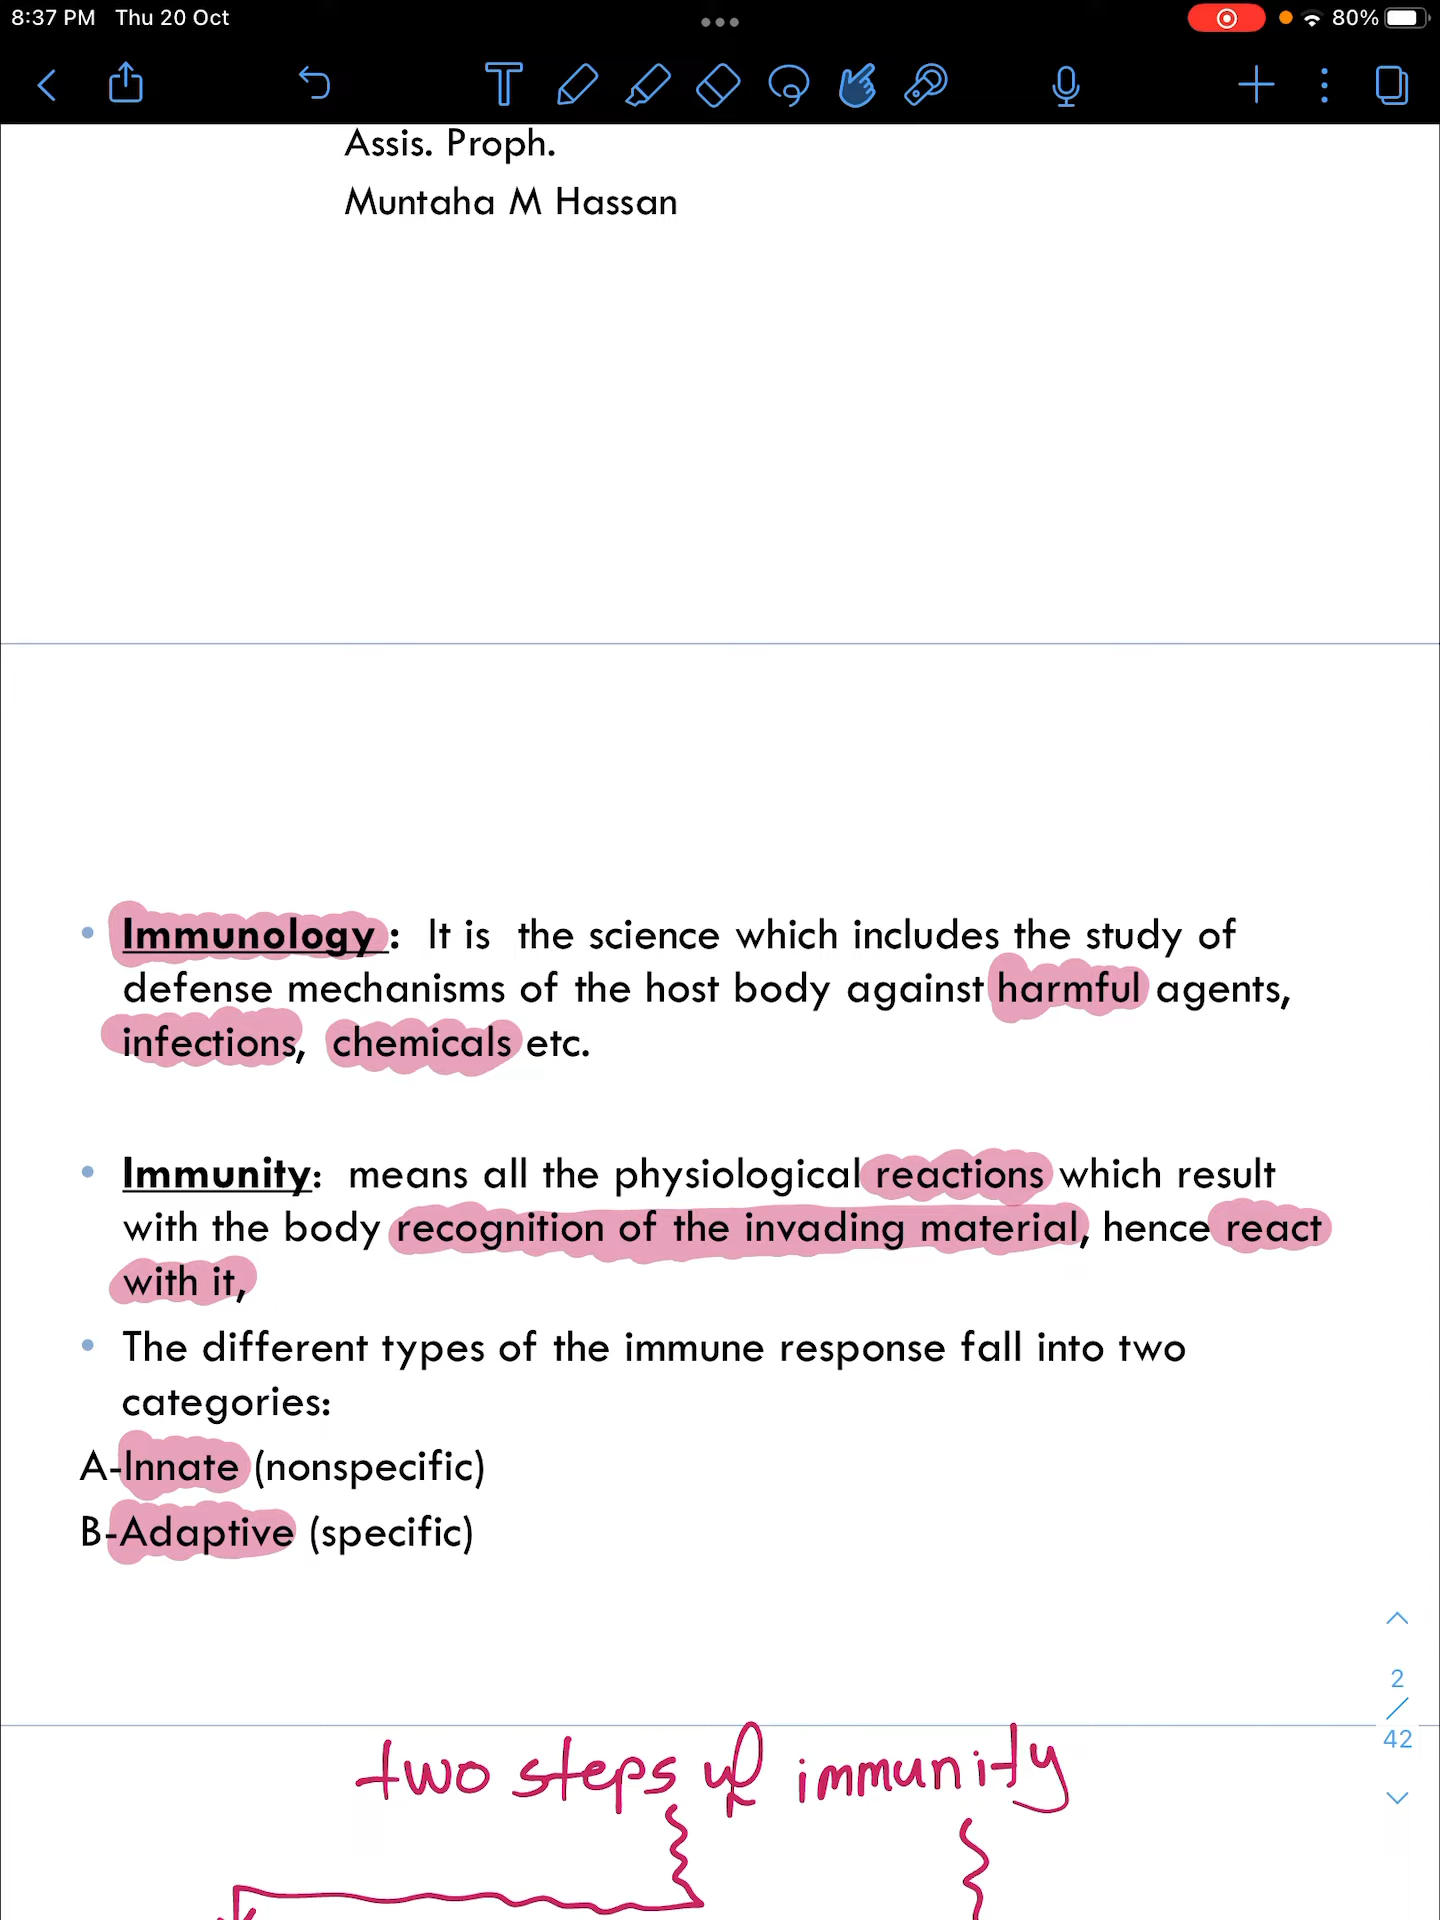 8:37 PM Thu 20 Oct
80%
Assis. Proph.
Muntaha M Hassan
• Immunology : It is the science which includes the study of
defense mechanisms of the host body against harmful agents,
infections, chemicals etc.
• Immunity: means all the physiological reactions which result
with the body recognition of the invading material, hence react
with it,
• The different types of the immune response fall into two
categories:
A-Innate (nonspecific)
B-Adaptive (specific)
2
/
42
two steps of immunity